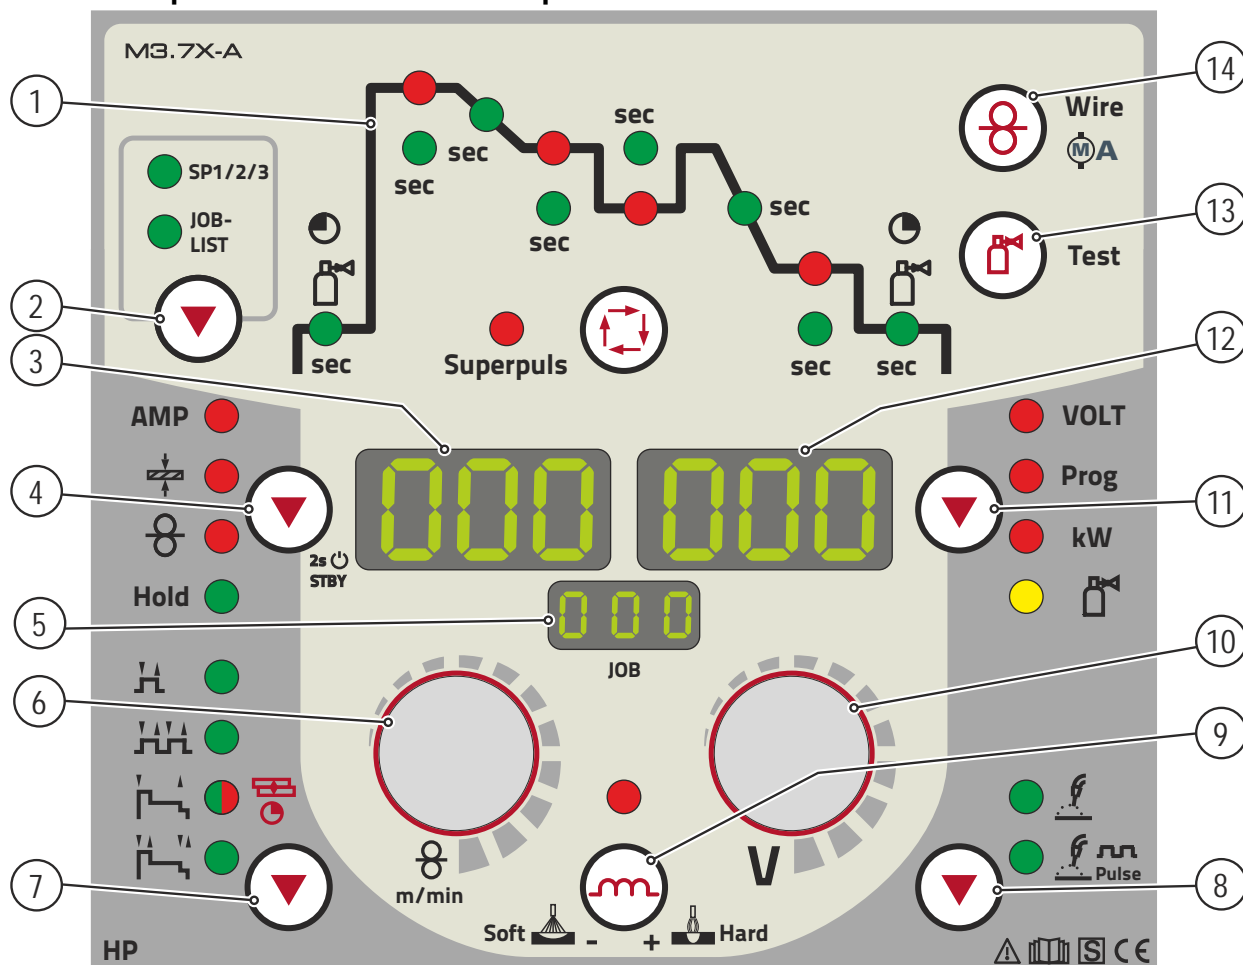 M3.7X-A
1
14
Wire
M A
sec
SP1/2/3
sec
sec
JOB-
LIST
sec
sec
13
Test
2
Superpuls
sec
sec
sec
3
12
AMP
VOLT
000
000
Prog
4
11
kW
2s
STBY
Hold
5
000
JOB
6
10
9
7
8
m/min
V
Pulse
Soft
-
+
Hard
HP
S CE